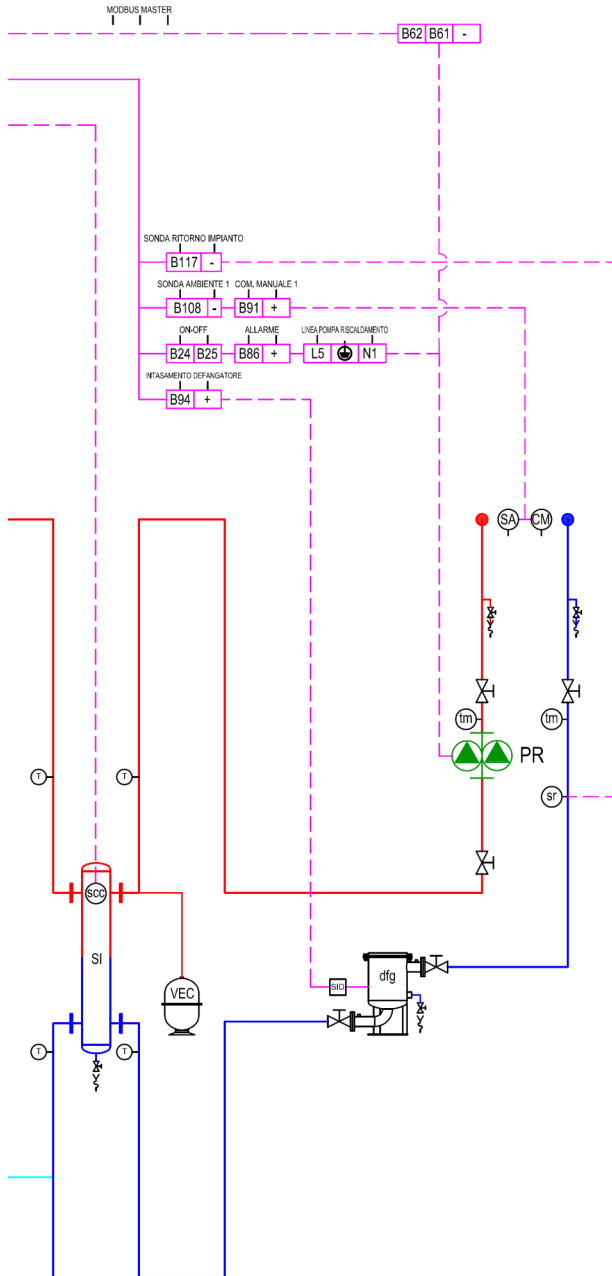 MODBUS MASTER
B62 B61 -
SONDA RITORNO IMPIANTO
B117 -
SONDA AMBIENTE 1 COM. MANUALE 1
B108 - B91 +
ON-OFF ALLARME LINEA POMPA RISCALDAMENTO
B24 B25 B86 + L5 N1
INTASAMENTO DEFANGATORE
B94 +
SA CM
tm tm
PR
T T
sr
scc
SI
dfg
VEC
SID
T T